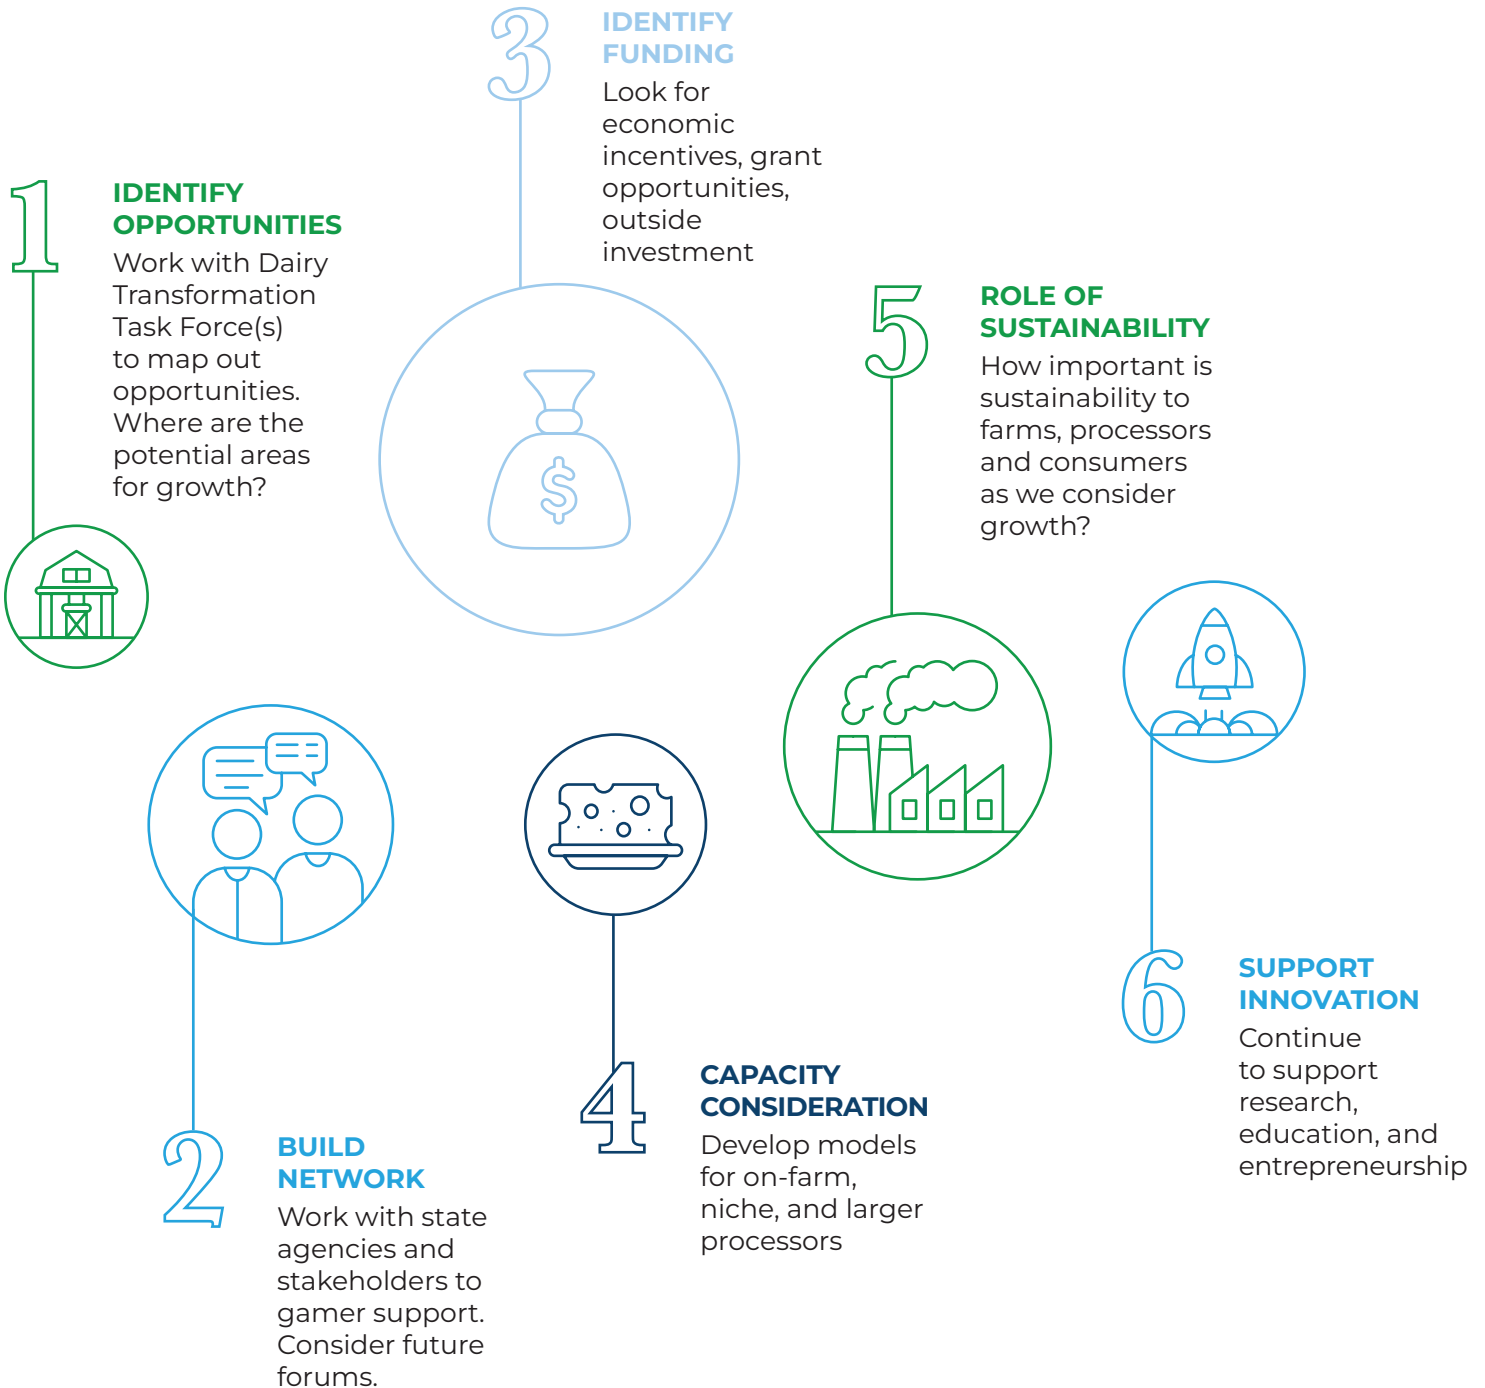 1
IDENTIFY
OPPORTUNITIES
Work with Dairy
Transformation
Task Force(s)
to map out
opportunities.
Where are the
potential areas
for growth?
2
BUILD
NETWORK
Work with state
agencies and
stakeholders to
gamer support.
Consider future
forums.
3
IDENTIFY
FUNDING
Look for
economic
incentives, grant
opportunities,
outside
investment
$
4
CAPACITY
CONSIDERATION
Develop models
for on-farm,
niche, and larger
processors
5
ROLE OF
SUSTAINABILITY
How important is
sustainability to
farms, processors
and consumers
as we consider
growth?
6
SUPPORT
INNOVATION
Continue
to support
research,
education, and
entrepreneurship